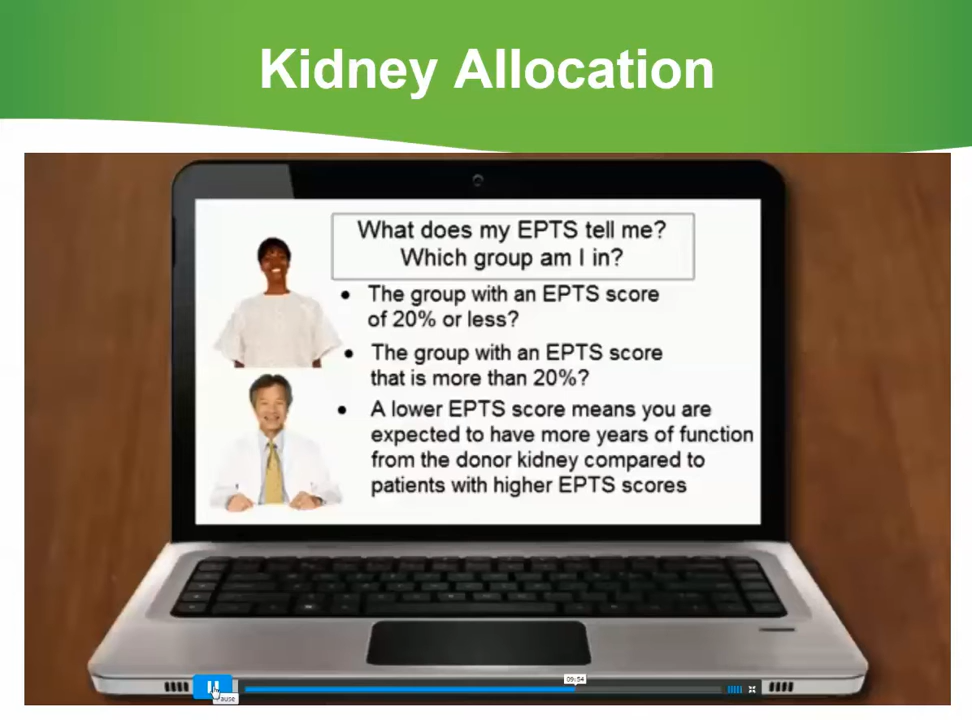 Kidney Allocation
What does my EPTS tell me?
Which group am I in?
• The group with an EPTS score
of 20% or less?
• The group with an EPTS score
that is more than 20%?
• A lower EPTS score means you are
expected to have more years of function
from the donor kidney compared to
patients with higher EPTS scores
09:54
Pause